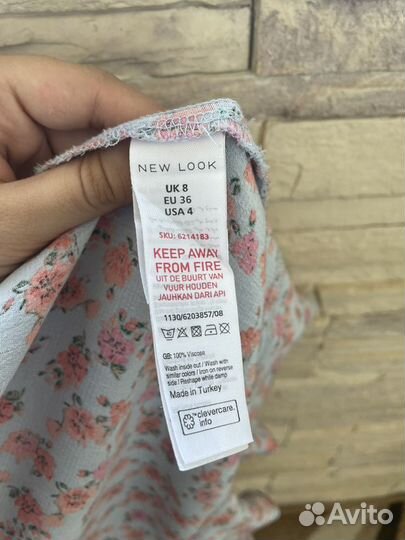 NEW LOOK
UK 8
EU 36
USA 4
SKU: 6214183
KEEP AWAY
FROM FIRE
UIT DE BUURT VAN
VUUR HOUDEN
JAUHKAN DARI API
1130/6203857/08
GB: 100% Viscose
Wash inside out / Wash with
similar colors / Iron on reverse
side / Reshape while damp
Made in Turkey
™clevercare.
info
Avito